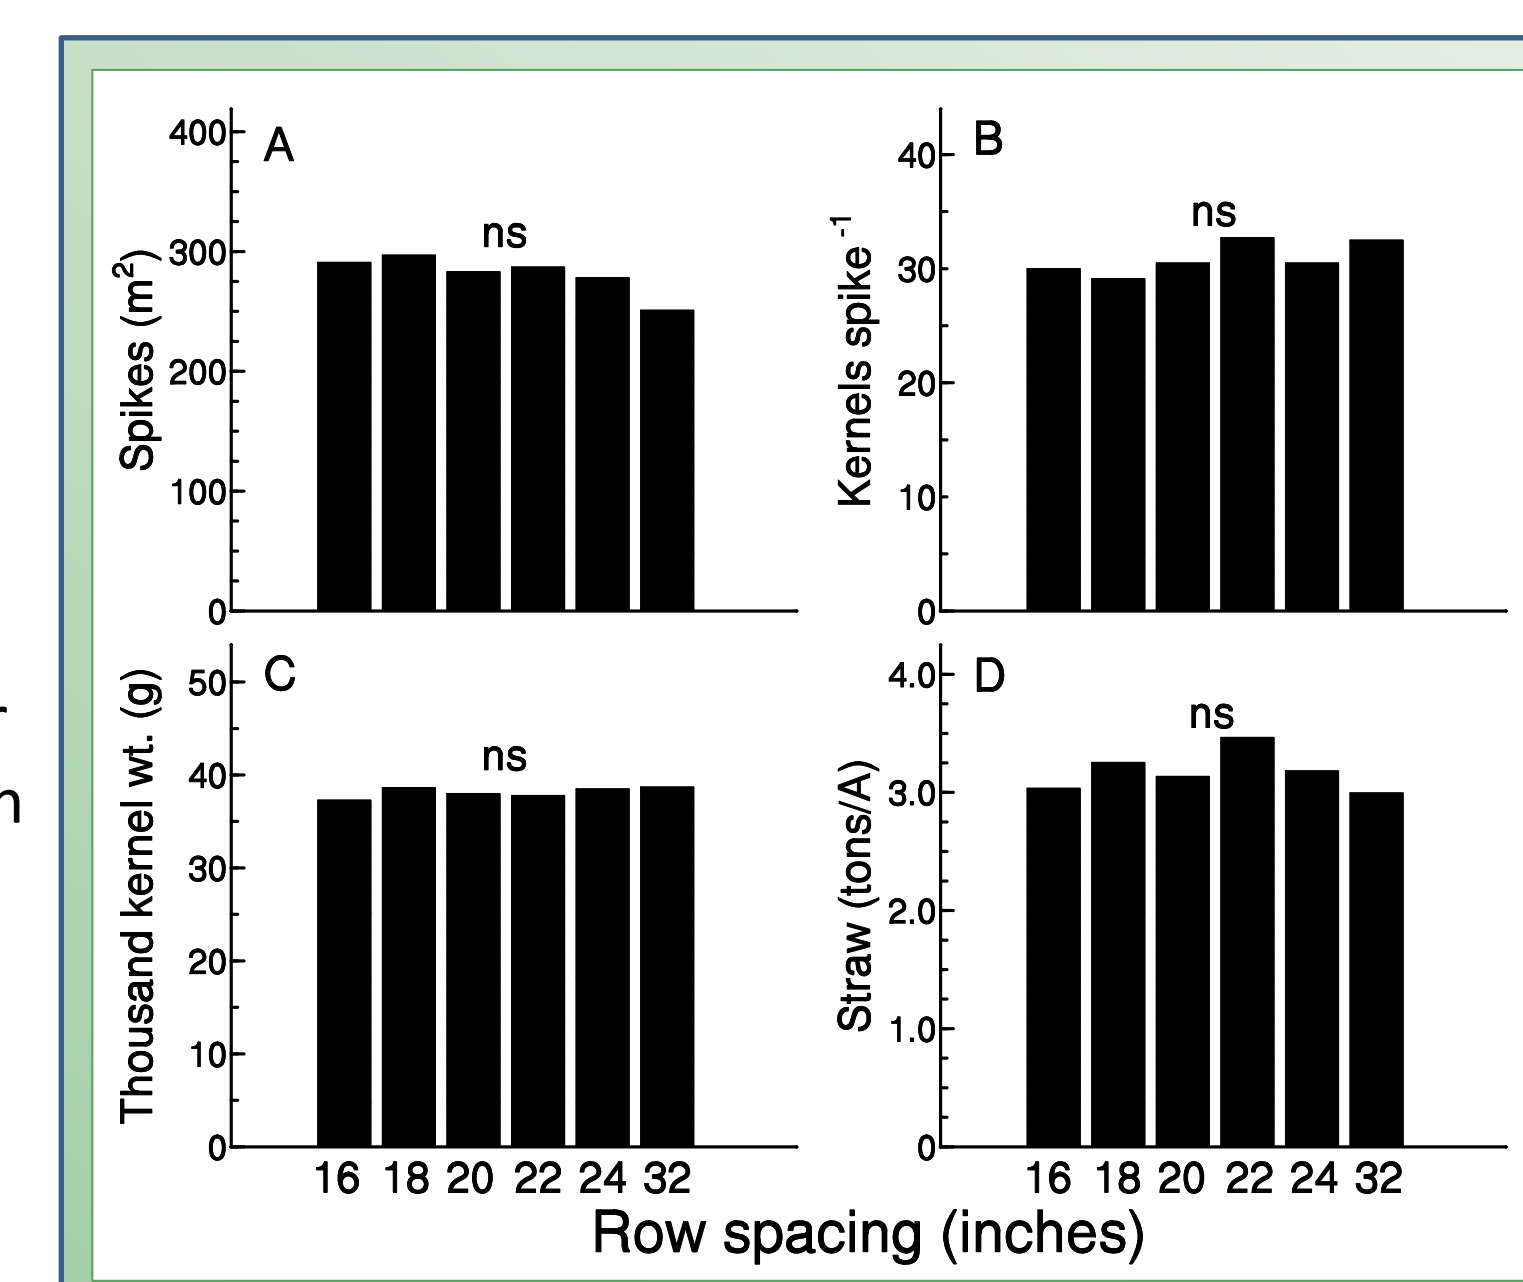 A
400
300
200
100
0
Spikes (m²)
ns
B
40
30
20
10
0
Kernels spike⁻¹
ns
C
50
40
30
20
10
0
Thousand kernel wt. (g)
ns
16 18 20 22 24 32
D
4.0
3.0
2.0
1.0
0
Straw (tons/A)
ns
16 18 20 22 24 32
Row spacing (inches)